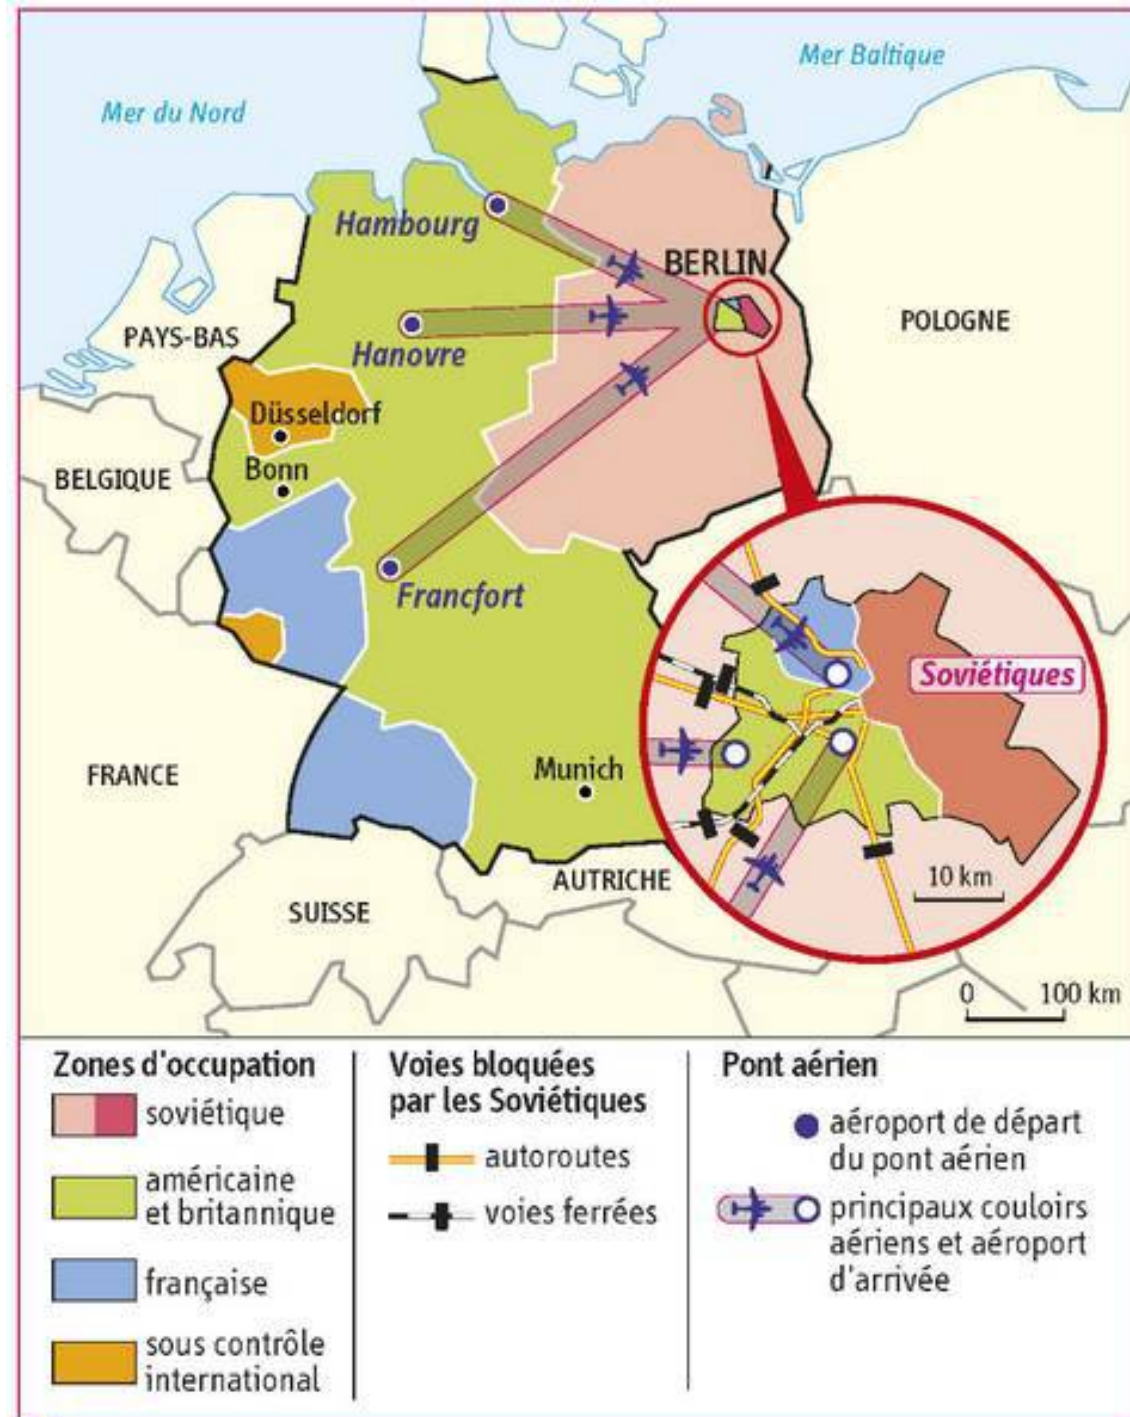 Mer Baltique
Mer du Nord
Hambourg
BERLIN
PAYS-BAS
Hanovre
POLOGNE
Düsseldorf
BELGIQUE
Bonn
Francfort
Soviétiques
FRANCE
Munich
AUTRICHE
10 km
SUISSE
0 100 km
Zones d'occupation
soviétique
américaine
et britannique
française
sous contrôle
international
Voies bloquées
par les Soviétiques
autoroutes
voies ferrées
Pont aérien
aéroport de départ
du pont aérien
principaux couloirs
aériens et aéroport
d'arrivée